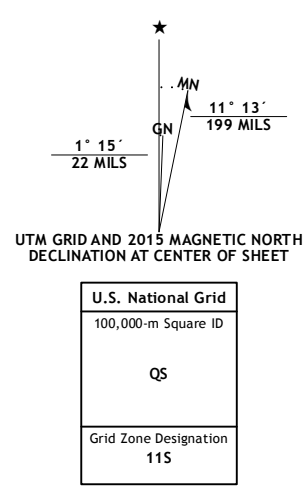 ★
MN
11° 13´
199 MILS
GN
1° 15´
22 MILS
UTM GRID AND 2015 MAGNETIC NORTH
DECLINATION AT CENTER OF SHEET
U.S. National Grid
100,000-m Square ID
QS
Grid Zone Designation
11S